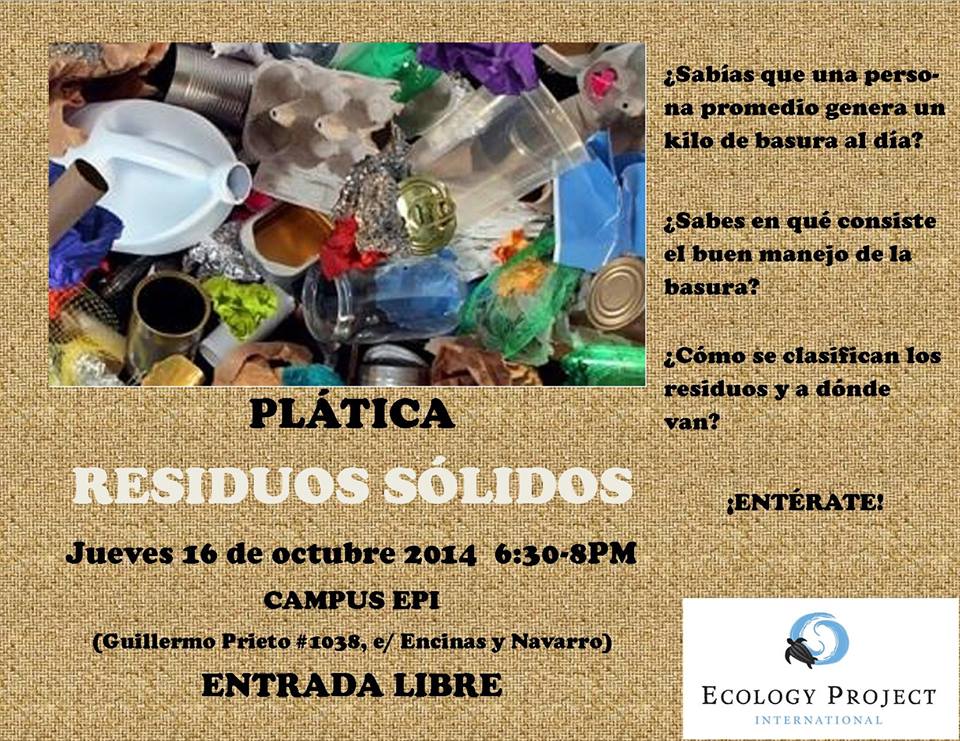 ¿Sabías que una perso-
na promedio genera un
kilo de basura al día?
¿Sabes en qué consiste
el buen manejo de la
basura?
¿Cómo se clasifican los
residuos y a dónde
van?
¡ENTÉRATE!
PLÁTICA
RESIDUOS SÓLIDOS
Jueves 16 de octubre 2014 6:30-8PM
CAMPUS EPI
(Guillermo Prieto #1038, e/ Encinas y Navarro)
ENTRADA LIBRE
ECOLOGY PROJECT
INTERNATIONAL